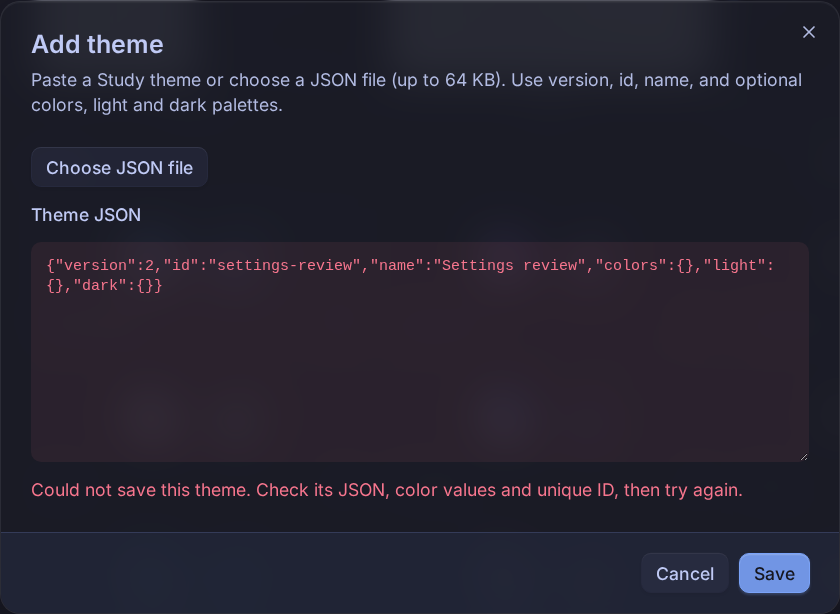 Add theme
Paste a Study theme or choose a JSON file (up to 64 KB). Use version, id, name, and optional
colors, light and dark palettes.
Choose JSON file
Theme JSON
{"version":2,"id":"settings-review","name":"Settings review","colors":{},"light":
{},"dark":{}}
Could not save this theme. Check its JSON, color values and unique ID, then try again.
Cancel
Save